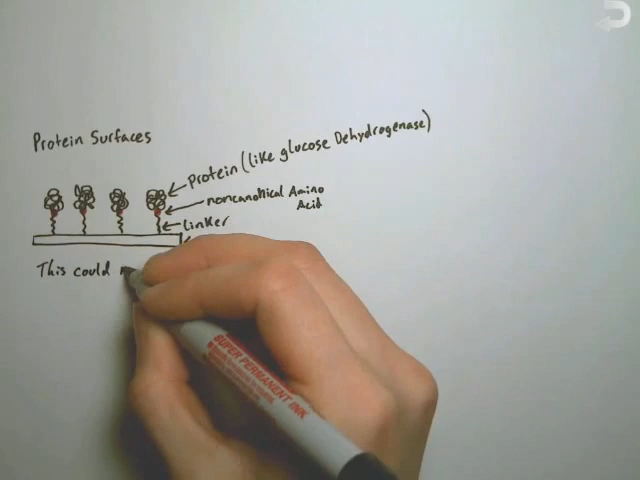 Protein Surfaces
Protein (like glucose Dehydrogenase)
noncanonical Amino
Acid
linker
This could
SUPER PERMANENT INK